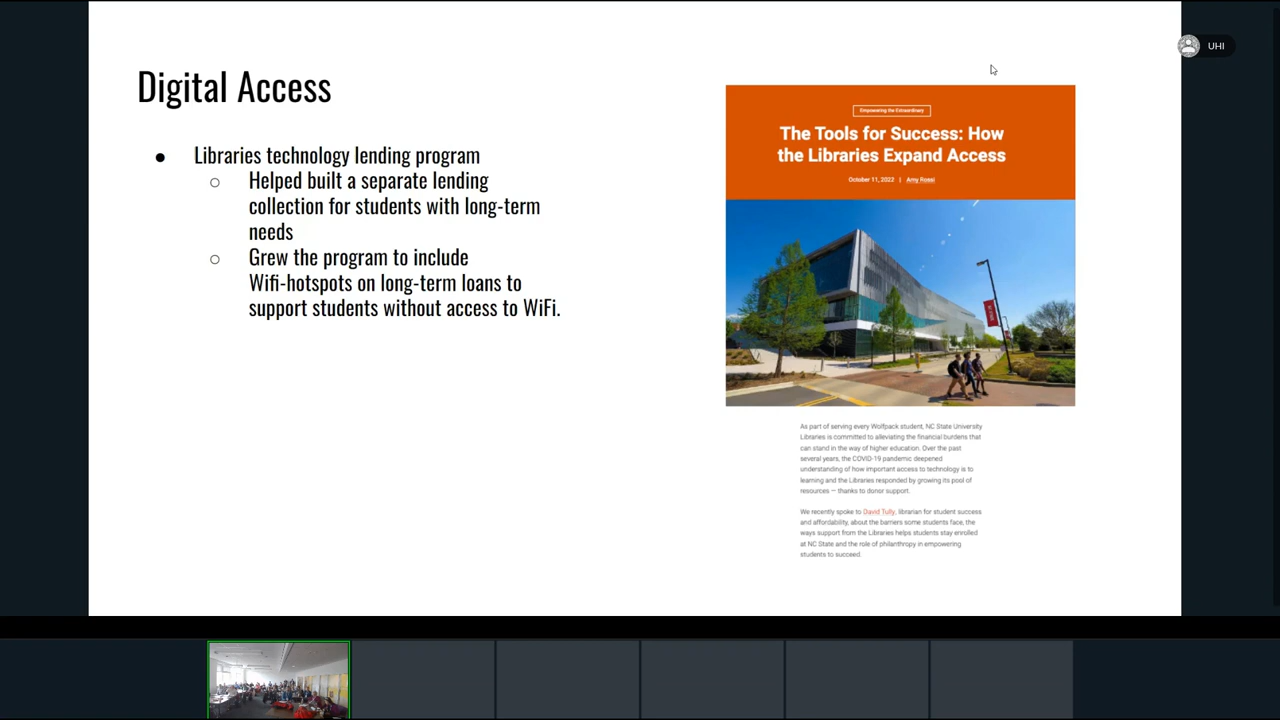 UHI
Digital Access
● Libraries technology lending program
○ Helped built a separate lending
collection for students with long-term
needs
○ Grew the program to include
Wifi-hotspots on long-term loans to
support students without access to WiFi.
Empowering the Extraordinary
The Tools for Success: How
the Libraries Expand Access
October 11, 2022 | Amy Rossi
As part of serving every Wolfpack student, NC State University
Libraries is committed to alleviating the financial burdens that
can stand in the way of higher education. Over the past
several years, the COVID-19 pandemic deepened
understanding of how important access to technology is to
learning and the Libraries responded by growing its pool of
resources — thanks to donor support.
We recently spoke to David Tully, librarian for student success
and affordability, about the barriers some students face, the
ways support from the Libraries helps students stay enrolled
at NC State and the role of philanthropy in empowering
students to succeed.